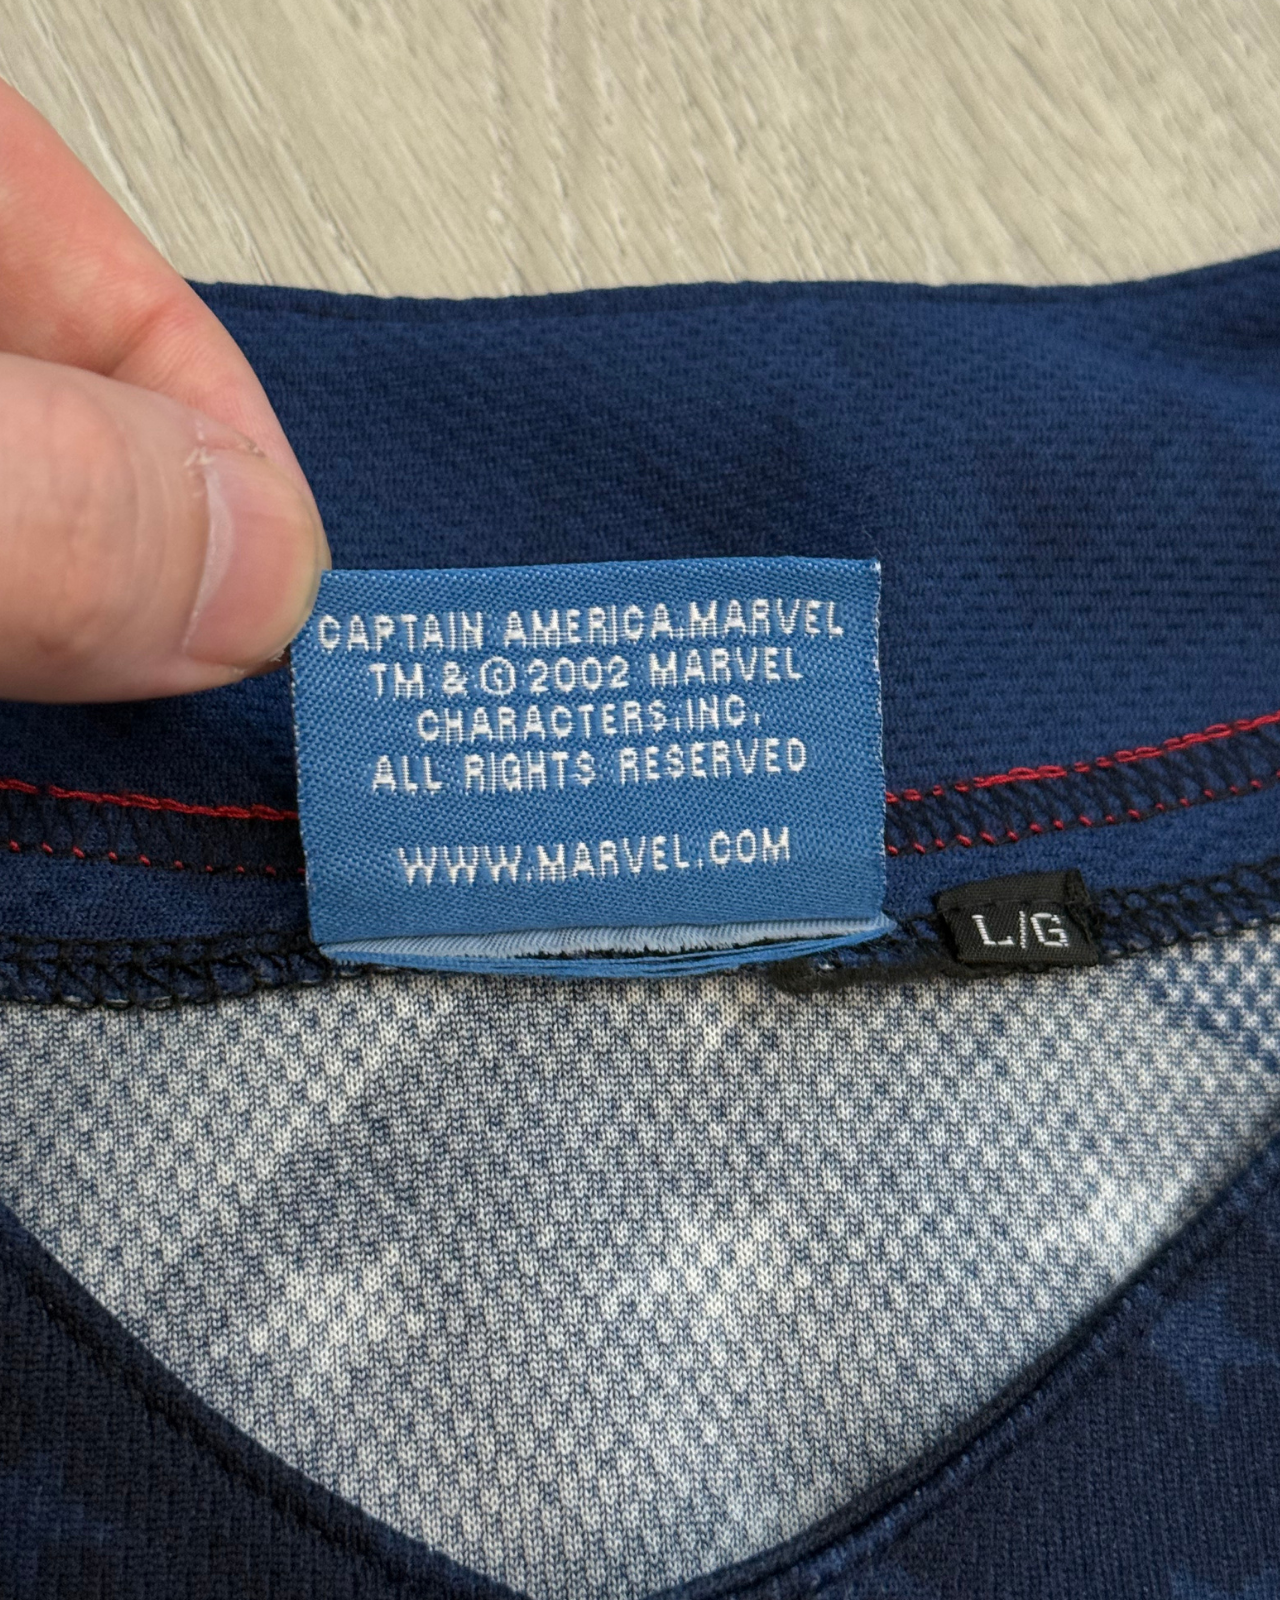 CAPTAIN AMERICA,MARVEL
TM & © 2002 MARVEL
CHARACTERS,INC.
ALL RIGHTS RESERVED
WWW.MARVEL.COM
L/G